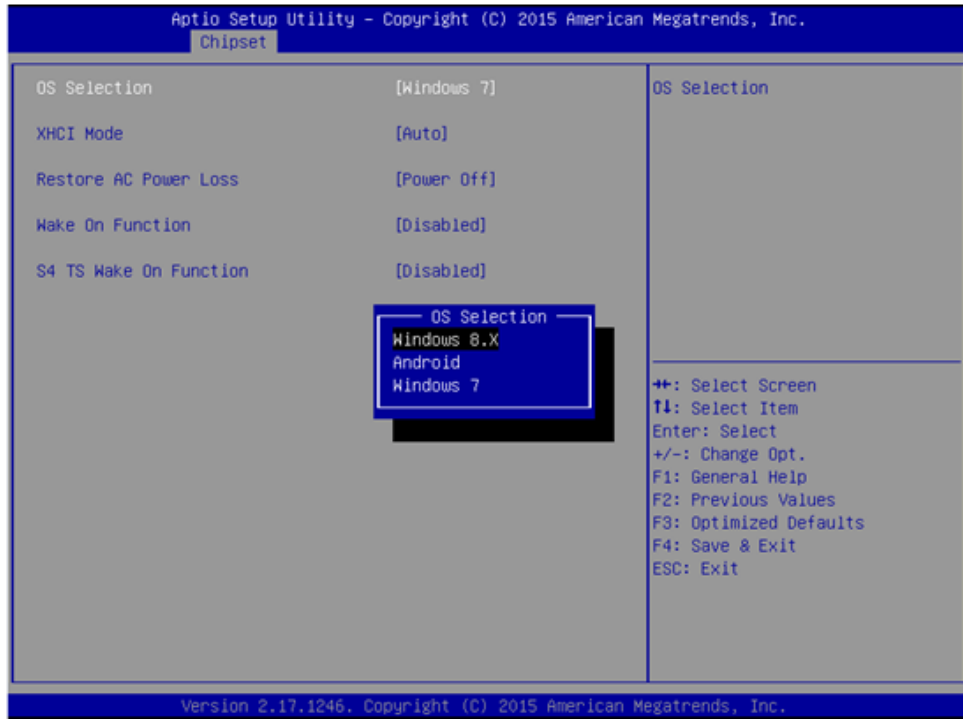 Aptio Setup Utility – Copyright (C) 2015 American Megatrends, Inc.
Chipset
OS Selection [Windows 7]
XHCI Mode [Auto]
Restore AC Power Loss [Power Off]
Wake On Function [Disabled]
S4 TS Wake On Function [Disabled]
OS Selection
Windows 8.X
Android
Windows 7
OS Selection
→←: Select Screen
↑↓: Select Item
Enter: Select
+/-: Change Opt.
F1: General Help
F2: Previous Values
F3: Optimized Defaults
F4: Save & Exit
ESC: Exit
Version 2.17.1246. Copyright (C) 2015 American Megatrends, Inc.